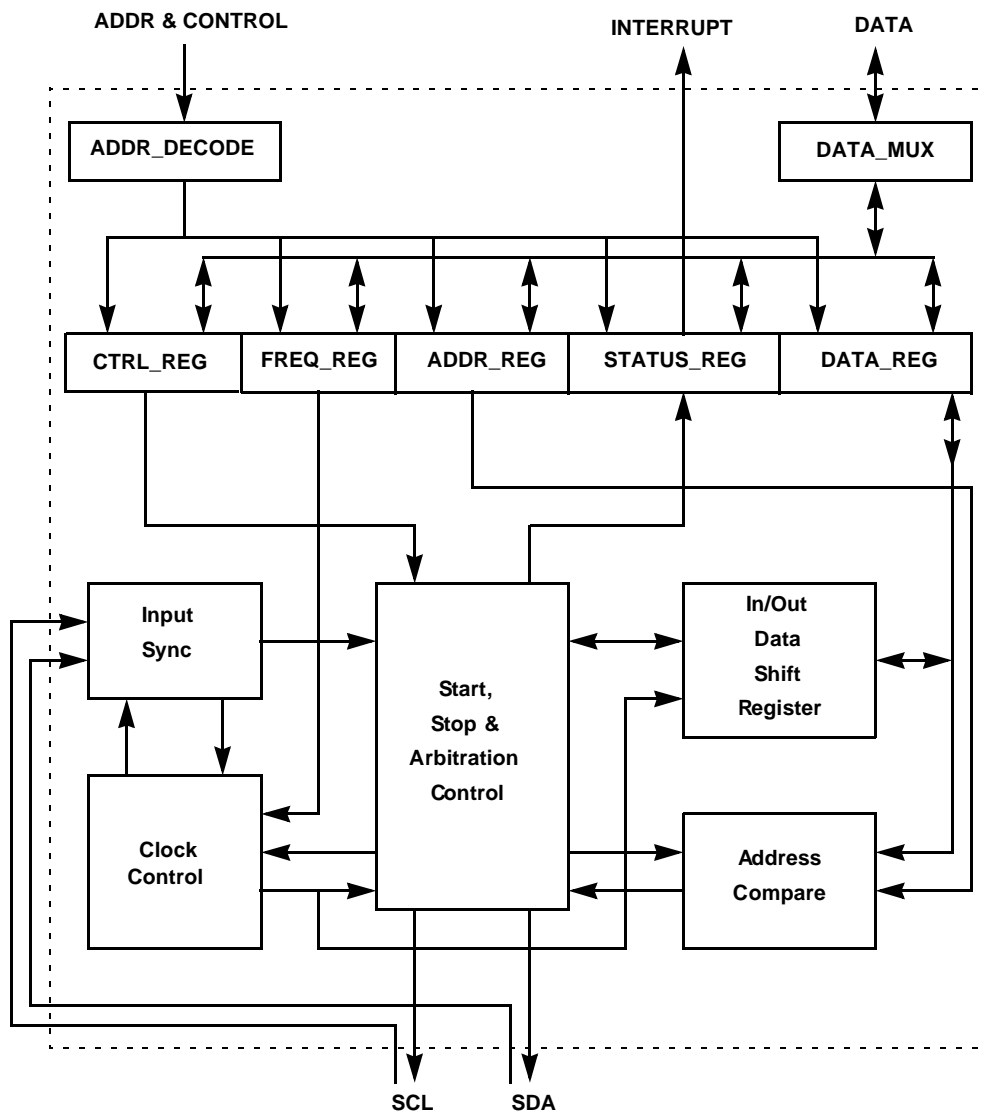 ADDR & CONTROL
INTERRUPT
DATA
ADDR_DECODE
DATA_MUX
CTRL_REG
FREQ_REG
ADDR_REG
STATUS_REG
DATA_REG
Input
Sync
Start,
Stop &
Arbitration
Control
In/Out
Data
Shift
Register
Clock
Control
Address
Compare
SCL
SDA